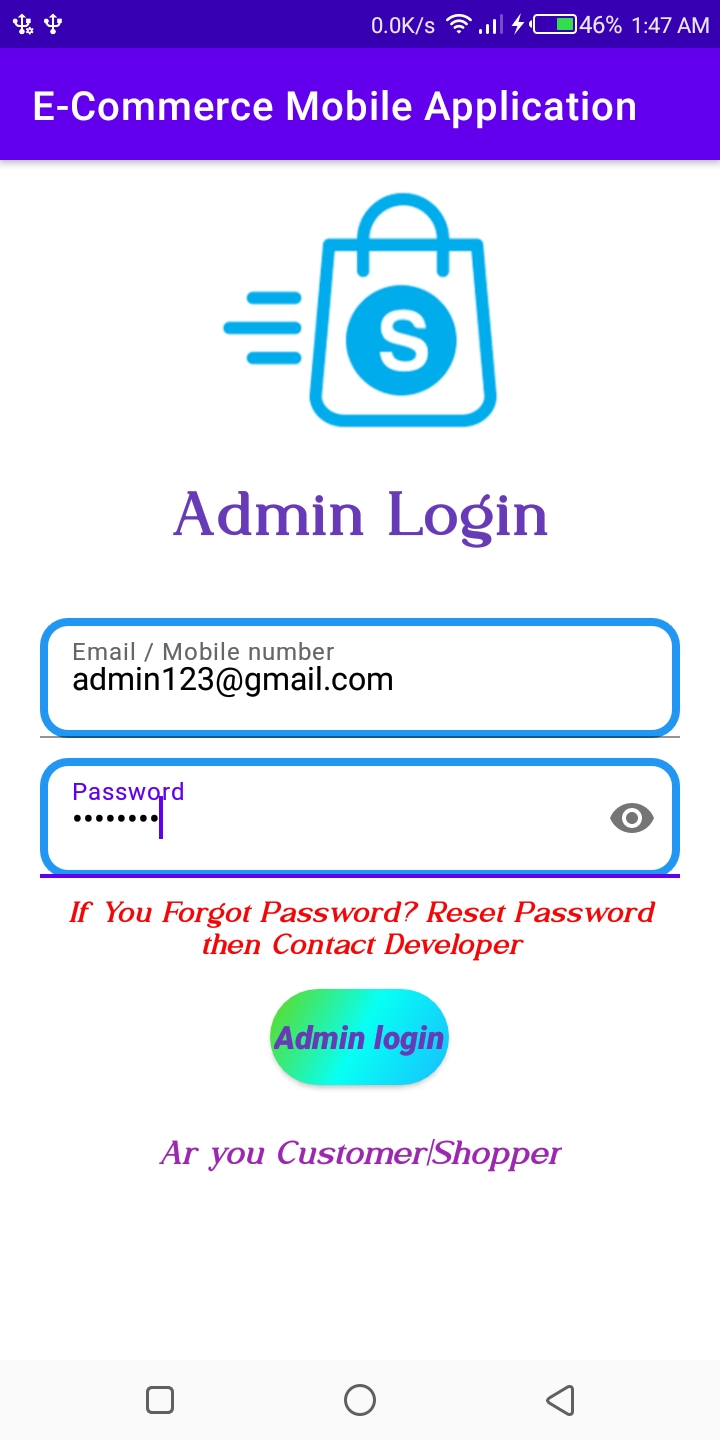 0.0K/s 46% 1:47 AM
E-Commerce Mobile Application
S
Admin Login
Email / Mobile number
admin123@gmail.com
Password
••••••••
If You Forgot Password? Reset Password
then Contact Developer
Admin login
Ar you Customer/Shopper